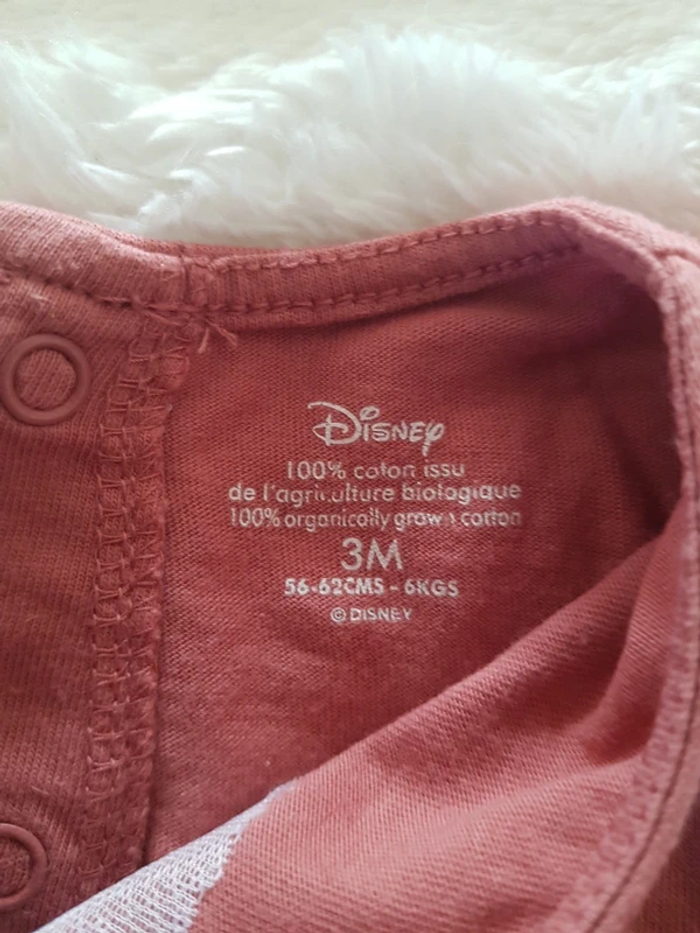 Disney
100% coton issu
de l'agriculture biologique
100% organically grown cotton
3M
56-62CMS - 6KGS
© DISNEY